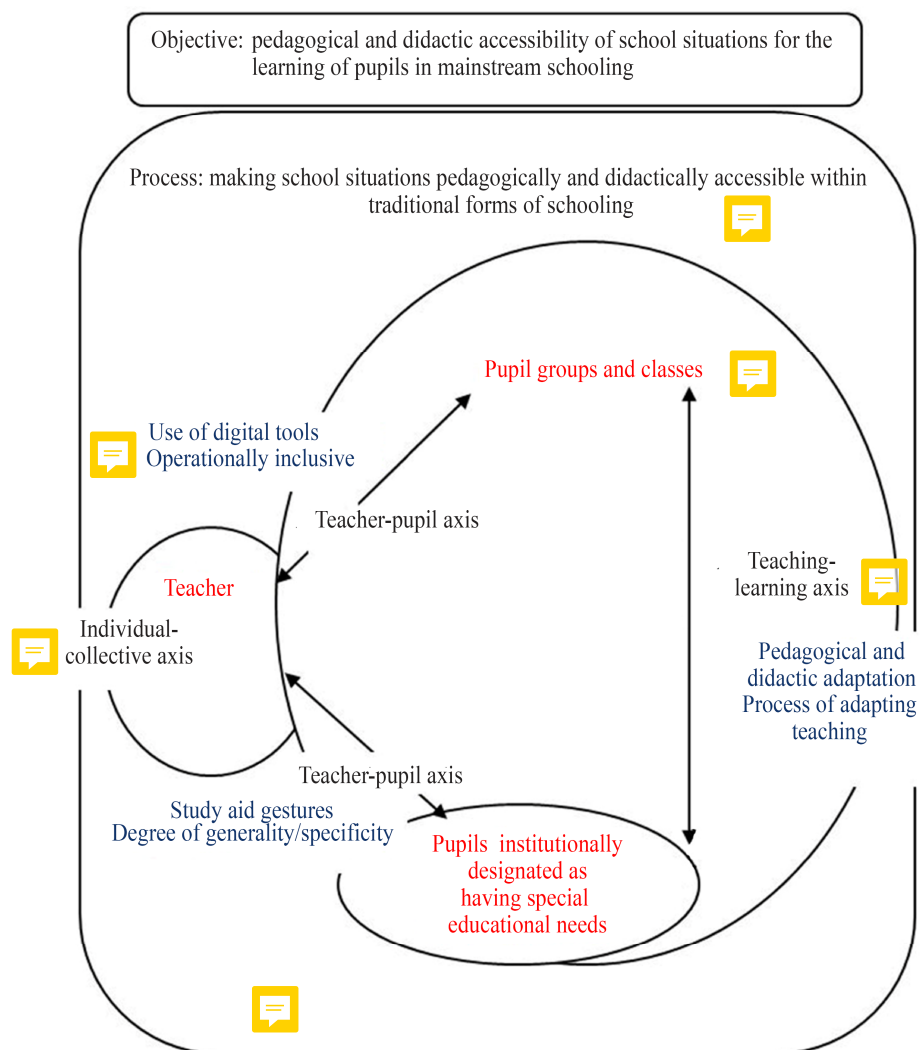 Objective: pedagogical and didactic accessibility of school situations for the
learning of pupils in mainstream schooling
Process: making school situations pedagogically and didactically accessible within
traditional forms of schooling
Pupil groups and classes
Use of digital tools
Operationally inclusive
Teacher-pupil axis
Teacher
Teaching-
learning axis
Individual-
collective axis
Pedagogical and
didactic adaptation
Process of adapting
teaching
Teacher-pupil axis
Study aid gestures
Degree of generality/specificity
Pupils institutionally
designated as
having special
educational needs